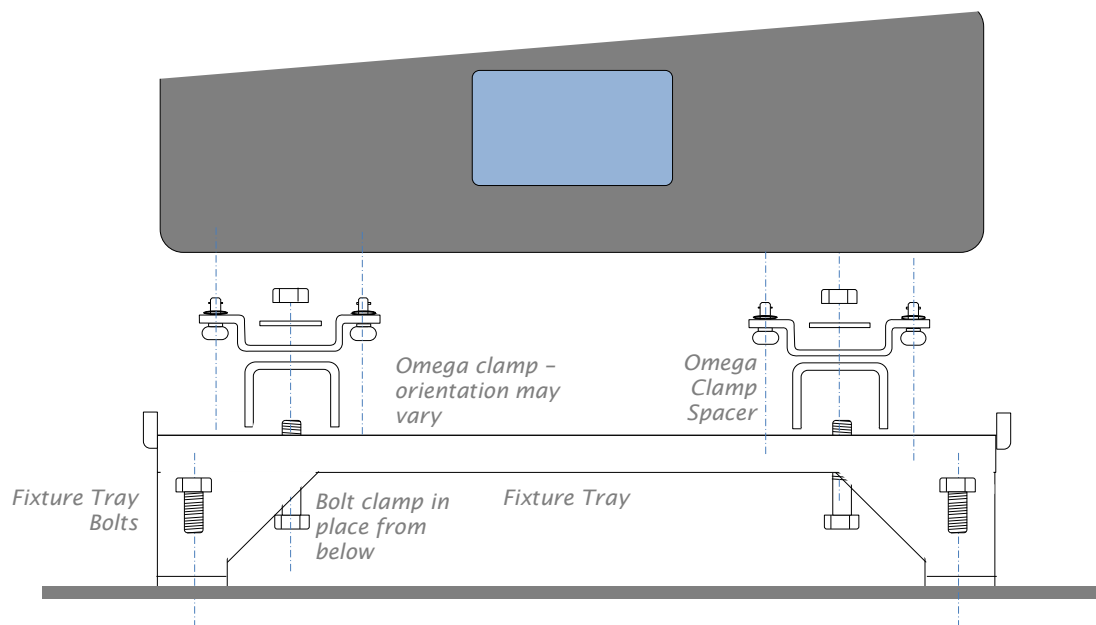 Omega clamp –
orientation may
vary
Omega
Clamp
Spacer
Fixture Tray
Bolts
Bolt clamp in
place from
below
Fixture Tray